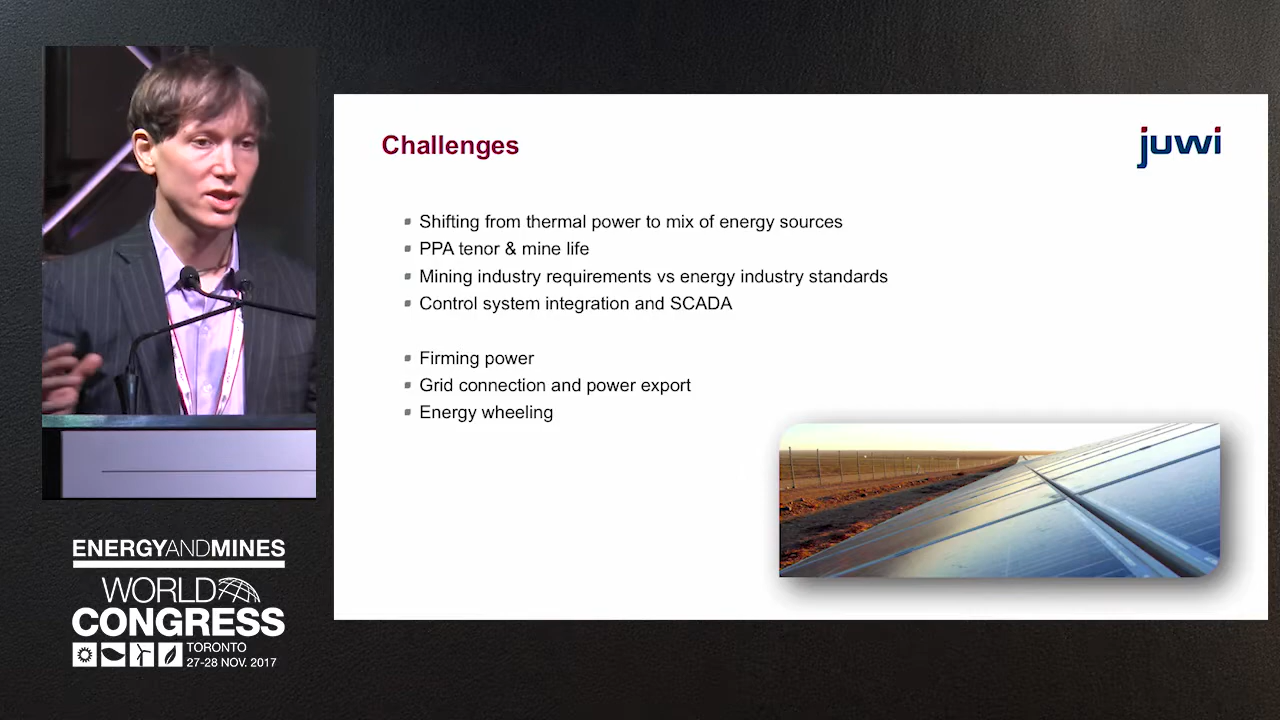 Challenges
juwi
Shifting from thermal power to mix of energy sources
PPA tenor & mine life
Mining industry requirements vs energy industry standards
Control system integration and SCADA
Firming power
Grid connection and power export
Energy wheeling
ENERGYANDMINES
WORLD
CONGRESS
TORONTO
27-28 NOV. 2017